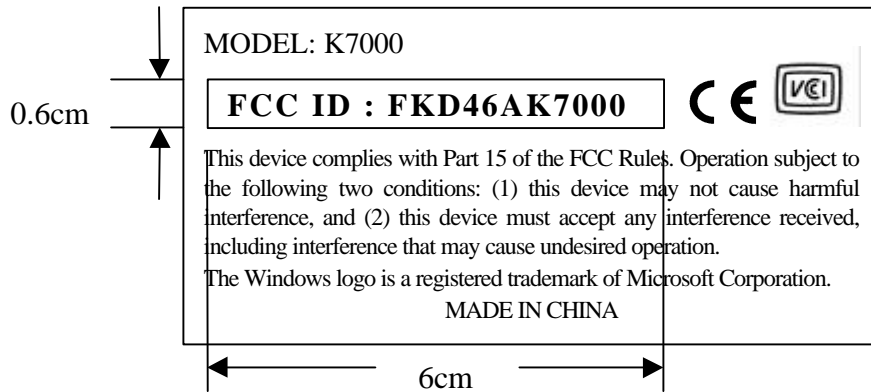 MODEL: K7000
0.6cm
FCC ID : FKD46AK7000
CE
VCI
This device complies with Part 15 of the FCC Rules. Operation subject to
the following two conditions: (1) this device may not cause harmful
interference, and (2) this device must accept any interference received,
including interference that may cause undesired operation.
The Windows logo is a registered trademark of Microsoft Corporation.
MADE IN CHINA
6cm